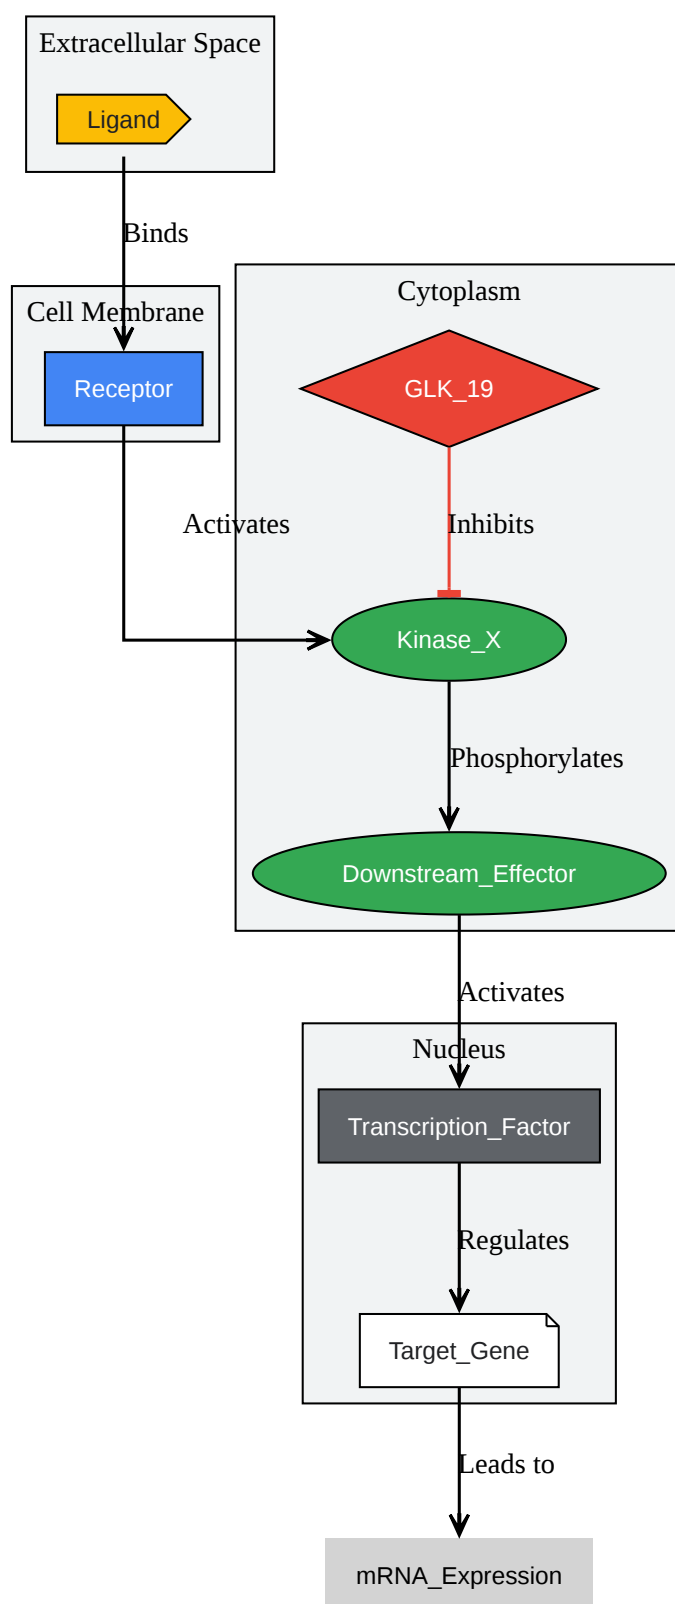 Extracellular Space
Ligand
Binds
Cell Membrane
Receptor
Cytoplasm
GLK_19
Activates
Inhibits
Kinase_X
Phosphorylates
Downstream_Effector
Activates
Nucleus
Transcription_Factor
Regulates
Target_Gene
Leads to
mRNA_Expression